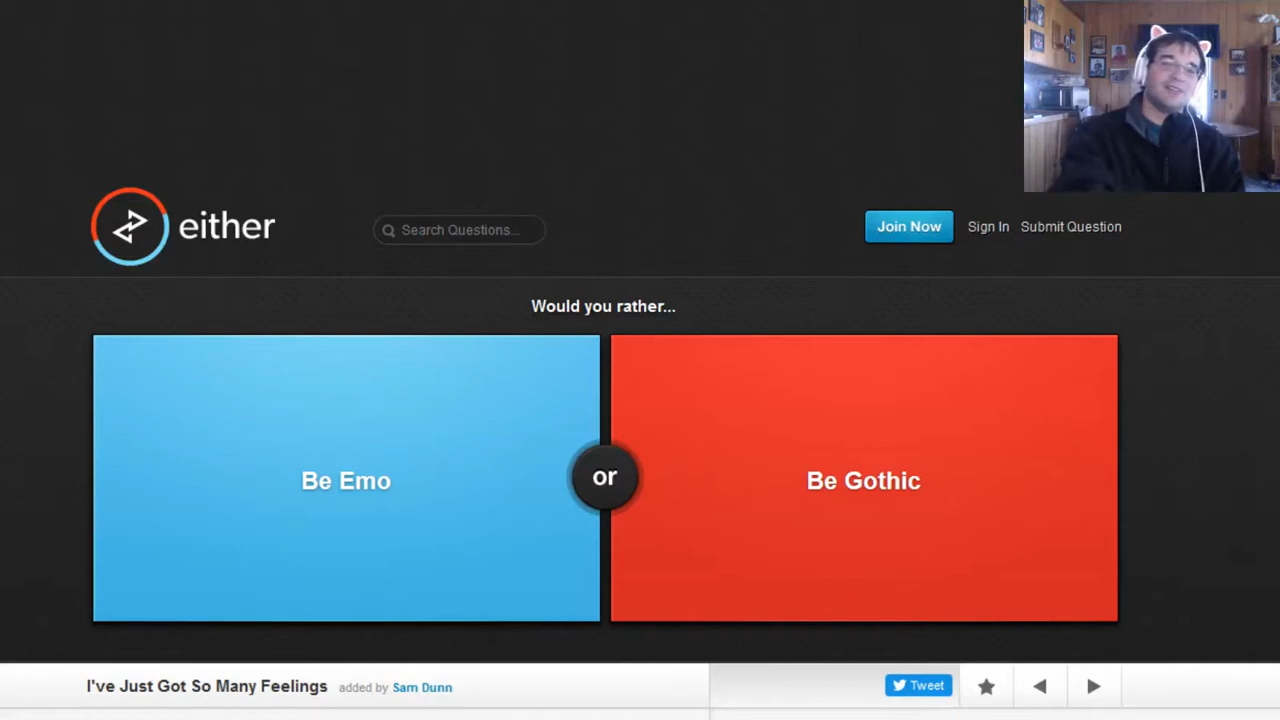 either
Search Questions...
Join Now
Sign In
Submit Question
Would you rather...
Be Emo
or
Be Gothic
I've Just Got So Many Feelings
added by Sam Dunn
Tweet